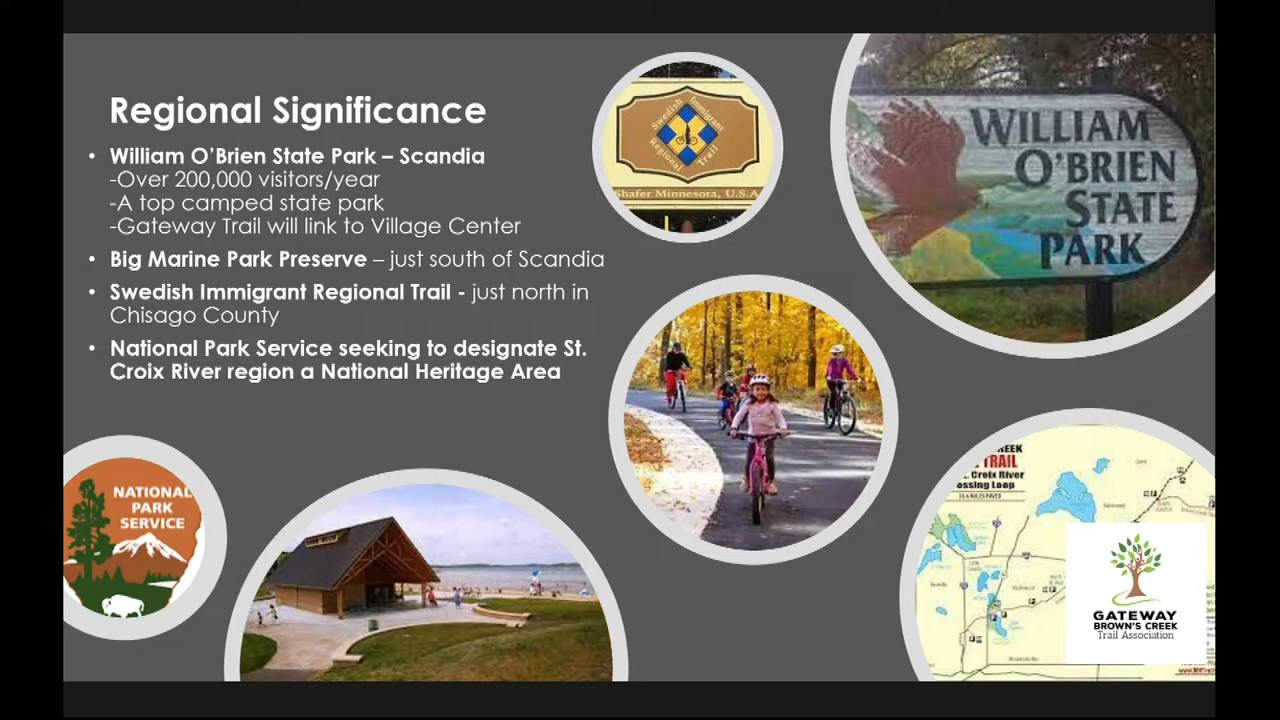 Regional Significance
• William O'Brien State Park – Scandia
-Over 200,000 visitors/year
-A top camped state park
-Gateway Trail will link to Village Center
• Big Marine Park Preserve – just south of Scandia
• Swedish Immigrant Regional Trail - just north in
Chisago County
• National Park Service seeking to designate St.
Croix River region a National Heritage Area
Swedish Immigrant
Regional Trail
Shafer Minnesota, U.S.A
WILLIAM
O'BRIEN
STATE
PARK
NATIONAL
PARK
SERVICE
TRAIL
Croix River
ossing Loop
GATEWAY
BROWN'S CREEK
Trail Association